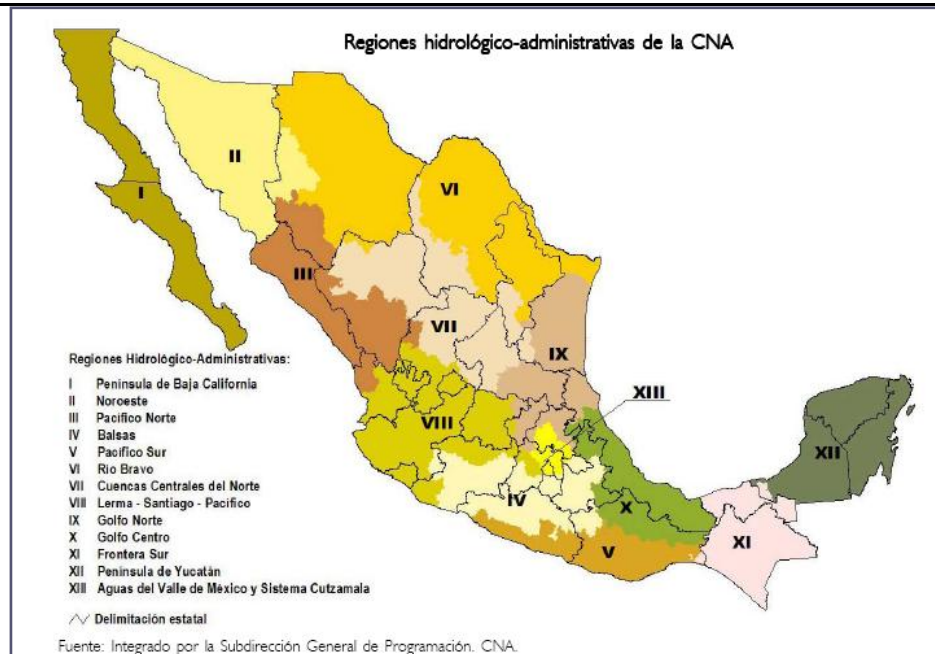 Regiones hidrológico-administrativas de la CNA
I
II
III
VI
VII
IX
VIII
XIII
IV
X
V
XII
XI
Regiones Hidrológico-Administrativas:
I Península de Baja California
II Noroeste
III Pacífico Norte
IV Balsas
V Pacífico Sur
VI Río Bravo
VII Cuencas Centrales del Norte
VIII Lerma - Santiago - Pacífico
IX Golfo Norte
X Golfo Centro
XI Frontera Sur
XII Península de Yucatán
XIII Aguas del Valle de México y Sistema Cutzamala
Delimitación estatal
Fuente: Integrado por la Subdirección General de Programación. CNA.